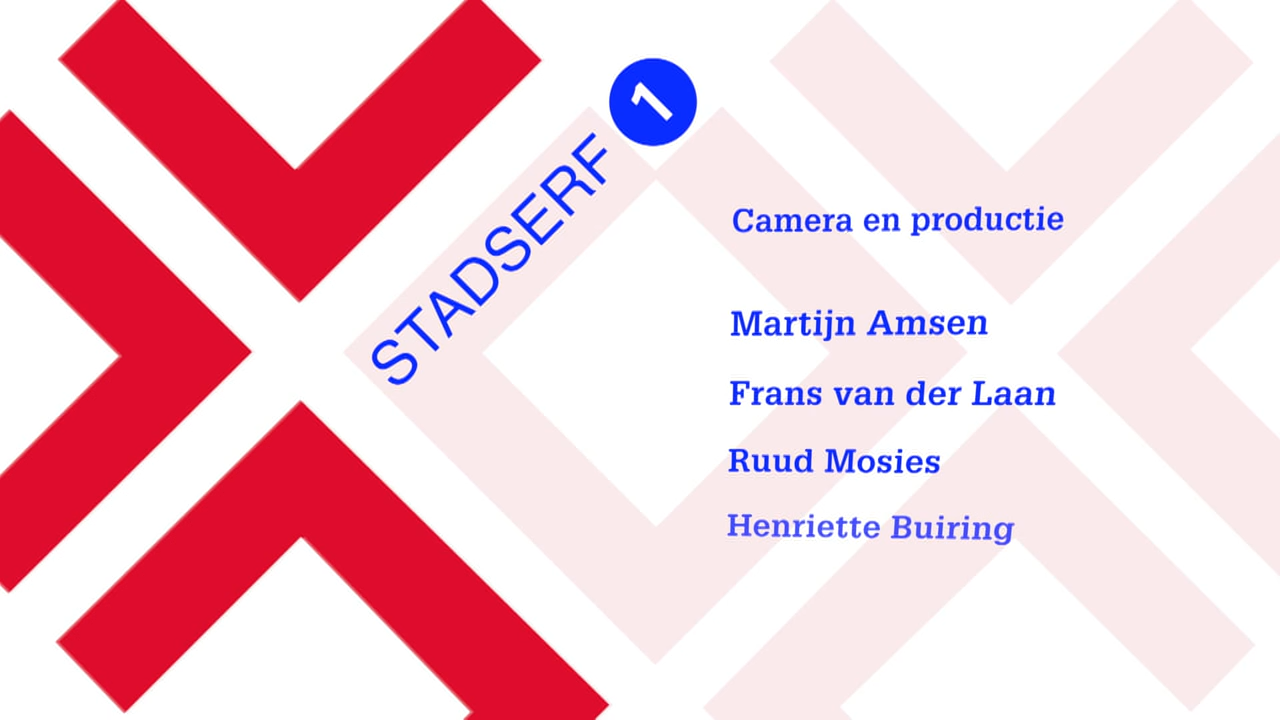 STADSERF 1
Camera en productie
Martijn Amsen
Frans van der Laan
Ruud Mosies
Henriette Buiring